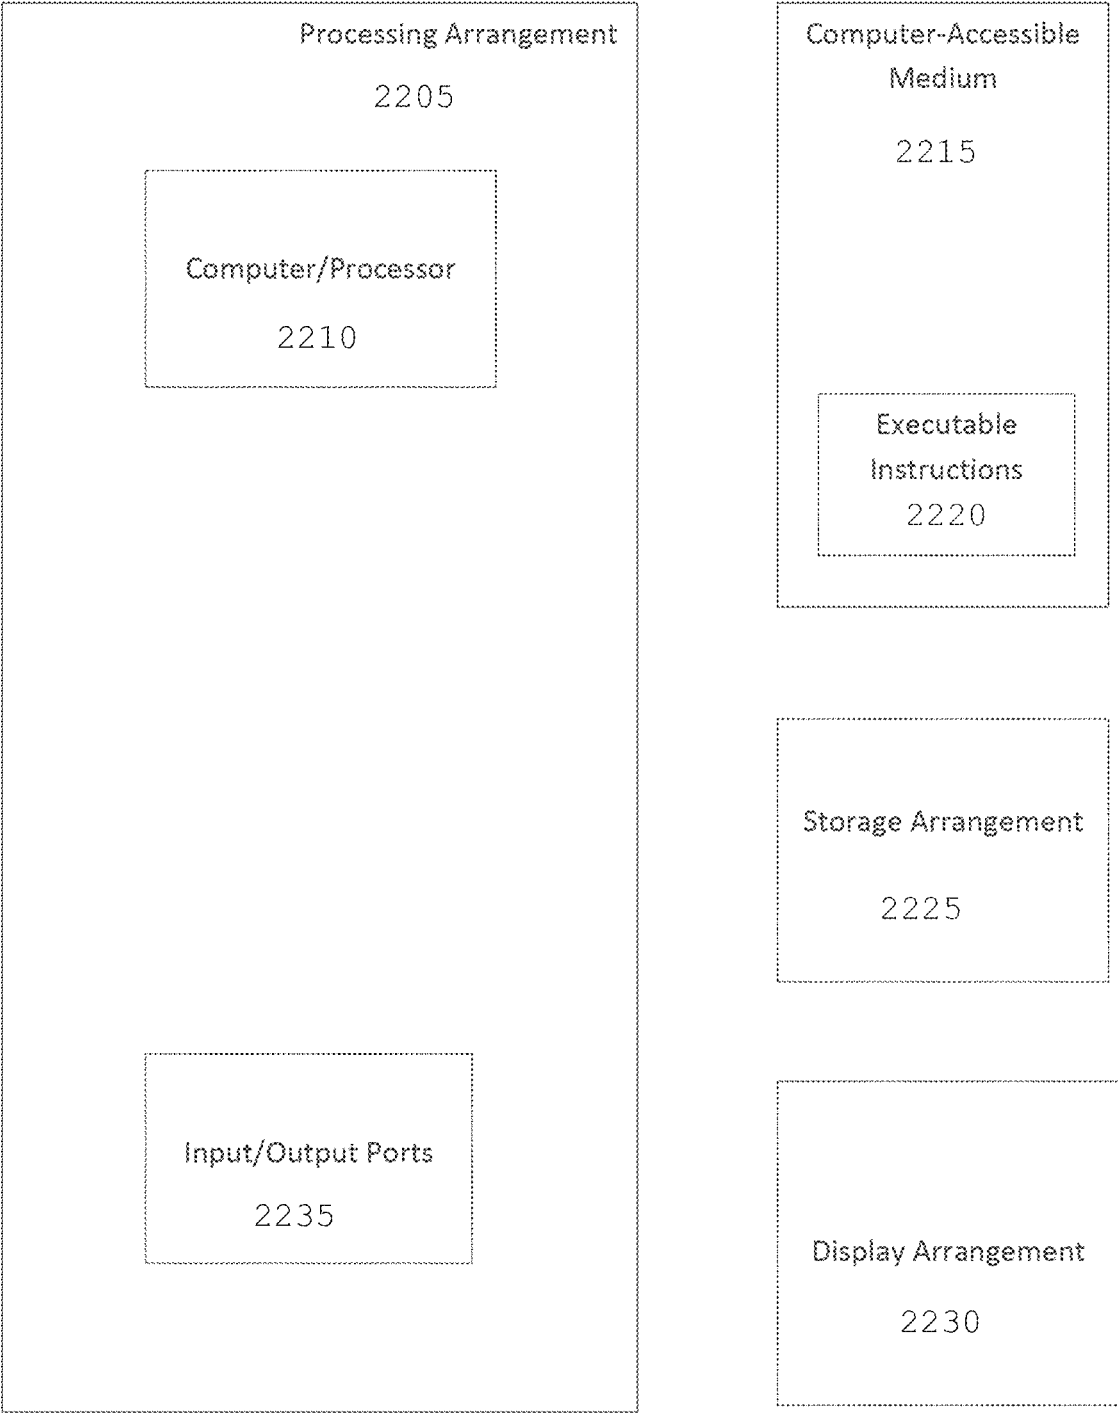 Processing Arrangement
2205
Computer/Processor
2210
Input/Output Ports
2235
Computer-Accessible
Medium
2215
Executable
Instructions
2220
Storage Arrangement
2225
Display Arrangement
2230